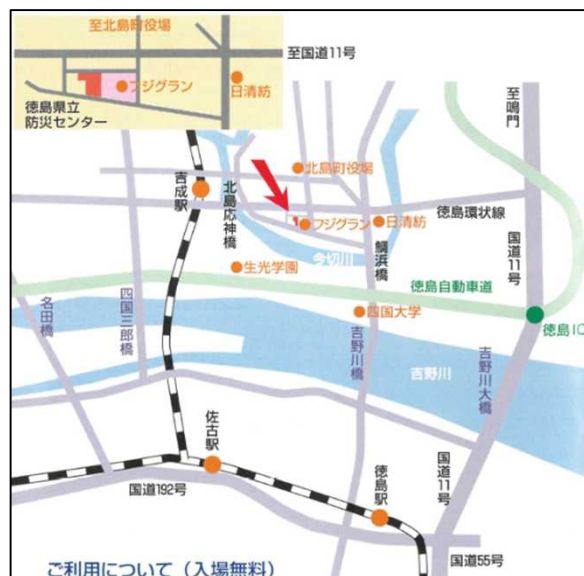 至北島町役場
至国道11号
フジグラン
日清紡
徳島県立
防災センター
至鳴門
北島町役場
吉成駅
北島応神橋
フジグラン
日清紡
徳島環状線
国道11号
今切川
鯛浜橋
生光学園
徳島自動車道
四国大学
徳島IC
名田橋
四国三郎橋
吉野川橋
吉野川
吉野川大橋
佐古駅
徳島駅
国道11号
国道192号
国道55号
ご利用について（入場無料）